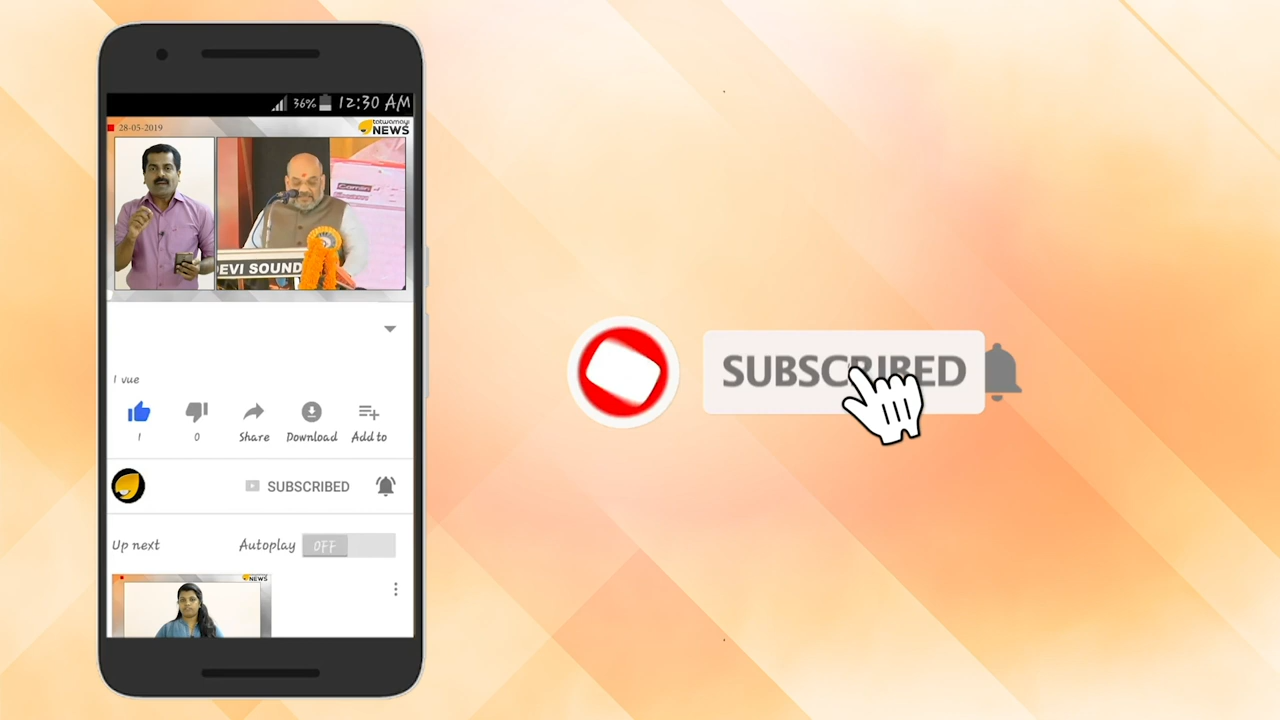 36% 12:30 AM
28-05-2019
tatwamayi
NEWS
DEVI SOUND
1 vue
1
0
Share
Download
Add to
SUBSCRIBED
Up next
Autoplay
OFF
NEWS
SUBSCRIBED